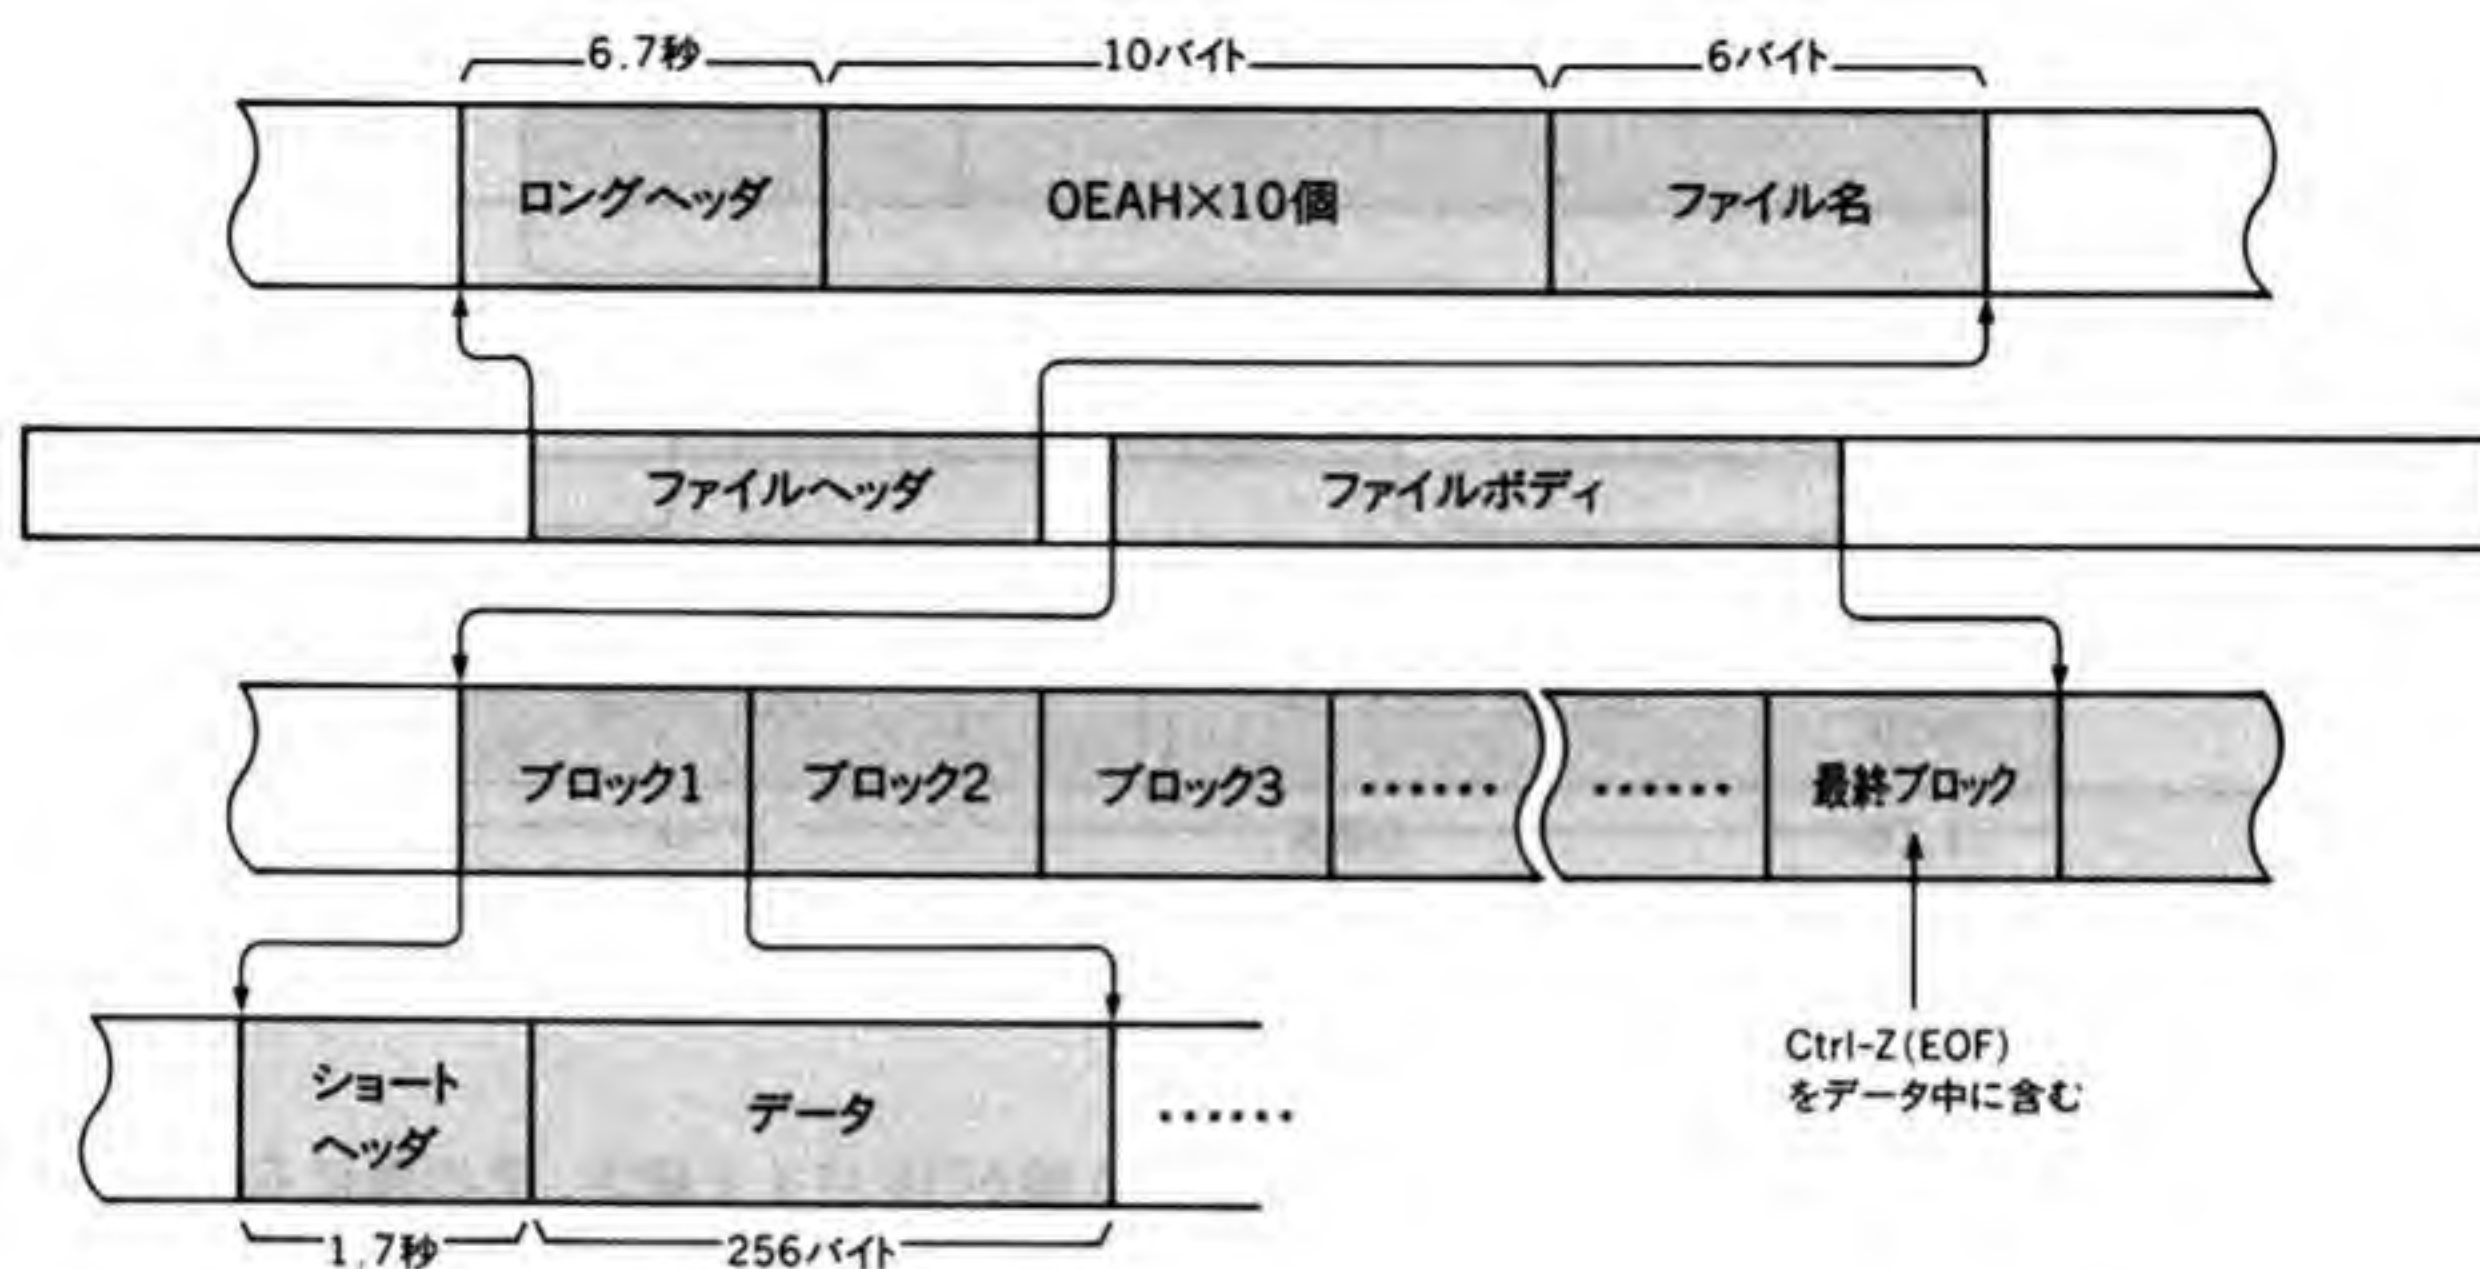 6.7秒 10バイト 6バイト
ロングヘッダ OEAH×10個 ファイル名
ファイルヘッダ ファイルボディ
ブロック1 ブロック2 ブロック3 …… …… 最終ブロック
Ctrl-Z(EOF)
をデータ中に含む
ショート
ヘッダ
データ ……
1.7秒 256バイト